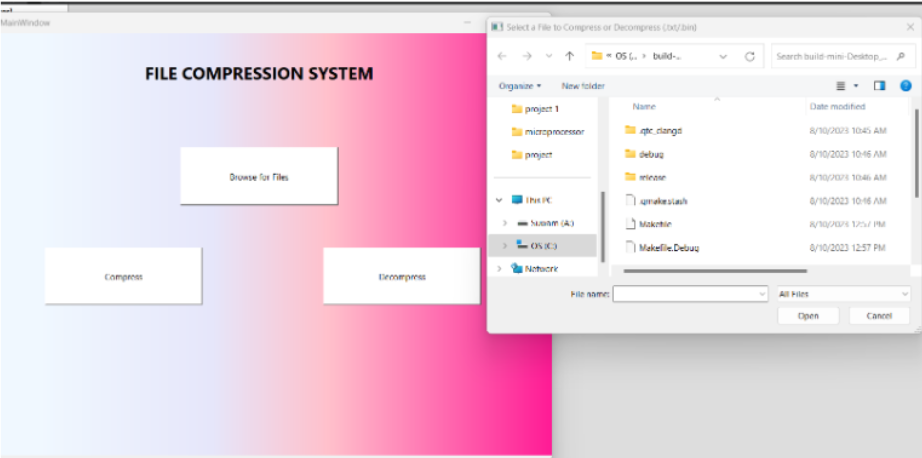 MainWindow
FILE COMPRESSION SYSTEM
Browse for Files
Compress
Decompress
Select a File to Compress or Decompress (.txt/.bin)
« OS (... > build-...
Search build-mini-Desktop_...
Organize
New folder
project 1
microprocessor
project
This PC
(A:)
OS (C:)
Network
Name Date modified
.qtc_clangd 8/10/2023 10:45 AM
debug 8/10/2023 10:46 AM
release 8/10/2023 10:46 AM
.qmake.stash 8/10/2023 10:46 AM
Makefile 8/10/2023 12:57 PM
Makefile.Debug 8/10/2023 12:57 PM
File name:
All Files
Open
Cancel